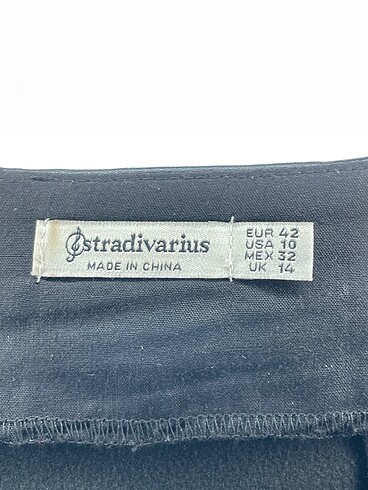 stradivarius
MADE IN CHINA
EUR 42
USA 10
MEX 32
UK 14